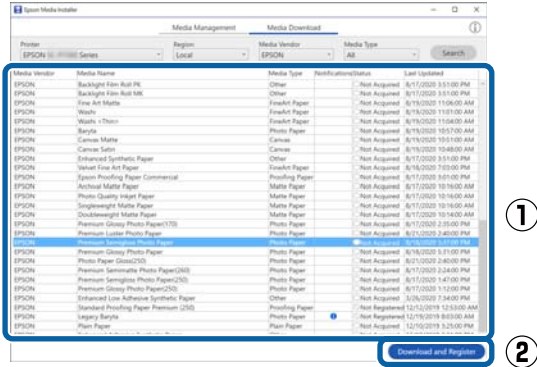 Epson Media Installer
Media Management Media Download
Printer Region Media Vendor Media Type
EPSON Series Local EPSON All Search
Media Vendor Media Name Media Type Notifications Status Last Updated
EPSON Backlight Film Roll PK Other Not Acquired 8/17/2020 3:51:00 PM
EPSON Backlight Film Roll MK Other Not Acquired 8/17/2020 3:51:00 PM
EPSON Fine Art Matte FineArt Paper Not Acquired 8/19/2020 11:06:00 AM
EPSON Washi FineArt Paper Not Acquired 8/19/2020 11:01:00 AM
EPSON Washi <Thin> FineArt Paper Not Acquired 8/19/2020 11:04:00 AM
EPSON Baryta Photo Paper Not Acquired 8/19/2020 10:57:00 AM
EPSON Canvas Matte Canvas Not Acquired 8/19/2020 10:51:00 AM
EPSON Canvas Satin Canvas Not Acquired 8/19/2020 10:48:00 AM
EPSON Enhanced Synthetic Paper Other Not Acquired 8/17/2020 3:51:00 PM
EPSON Velvet Fine Art Paper FineArt Paper Not Acquired 8/18/2020 7:03:00 PM
EPSON Epson Proofing Paper Commercial Proofing Paper Not Acquired 8/17/2020 3:01:00 PM
EPSON Archival Matte Paper Matte Paper Not Acquired 8/17/2020 10:16:00 AM
EPSON Photo Quality Inkjet Paper Matte Paper Not Acquired 8/17/2020 10:16:00 AM
EPSON Singleweight Matte Paper Matte Paper Not Acquired 8/17/2020 10:16:00 AM
EPSON Doubleweight Matte Paper Matte Paper Not Acquired 8/17/2020 10:14:00 AM
EPSON Premium Glossy Photo Paper(170) Photo Paper Not Acquired 8/17/2020 2:35:00 PM
EPSON Premium Luster Photo Paper Photo Paper Not Acquired 8/21/2020 2:40:00 PM
EPSON Premium Semigloss Photo Paper Photo Paper Not Acquired 8/18/2020 5:37:00 PM
EPSON Premium Glossy Photo Paper Photo Paper Not Acquired 8/18/2020 5:31:00 PM
EPSON Photo Paper Gloss(250) Photo Paper Not Acquired 8/21/2020 2:40:00 PM
EPSON Premium Semimatte Photo Paper(260) Photo Paper Not Acquired 8/17/2020 2:24:00 PM
EPSON Premium Semigloss Photo Paper(250) Photo Paper Not Acquired 8/17/2020 1:47:00 PM
EPSON Premium Glossy Photo Paper(250) Photo Paper Not Acquired 8/17/2020 1:12:00 PM
EPSON Enhanced Low Adhesive Synthetic Paper Other Not Acquired 3/26/2020 7:34:00 PM
EPSON Standard Proofing Paper Premium (250) Proofing Paper Not Registered 12/12/2019 12:53:00 AM
EPSON Legacy Baryta Photo Paper Not Registered 12/19/2019 8:03:00 AM
EPSON Plain Paper Plain Paper Not Acquired 12/10/2019 3:25:00 PM
①
Download and Register
②